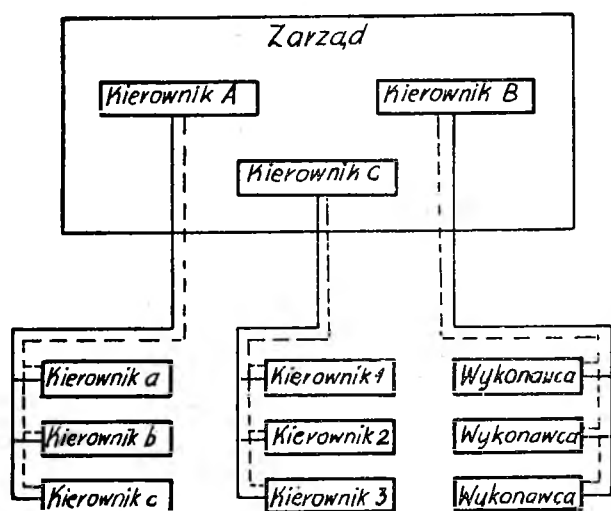 Zarząd
Kierownik A
Kierownik B
Kierownik C
Kierownik a
Kierownik 1
Wykonawca
Kierownik b
Kierownik 2
Wykonawca
Kierownik c
Kierownik 3
Wykonawca